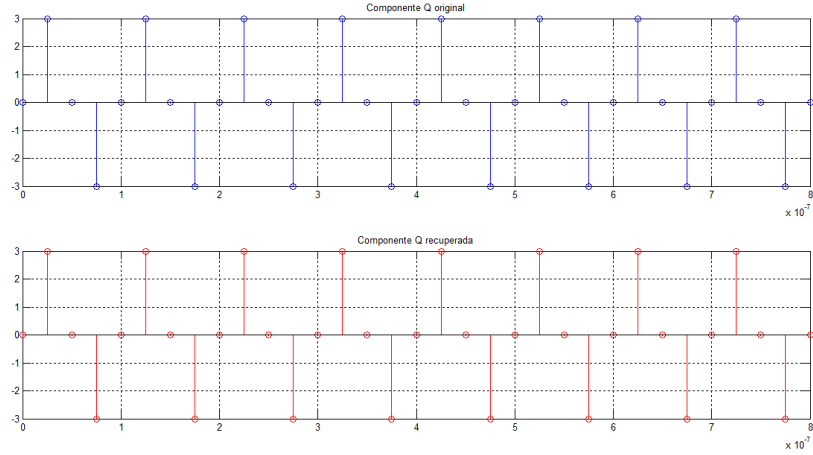 Componente Q original
3
2
1
0
-1
-2
-3
0 1 2 3 4 5 6 7 8
x 10⁻⁷
Componente Q recuperada
3
2
1
0
-1
-2
-3
0 1 2 3 4 5 6 7 8
x 10⁻⁷